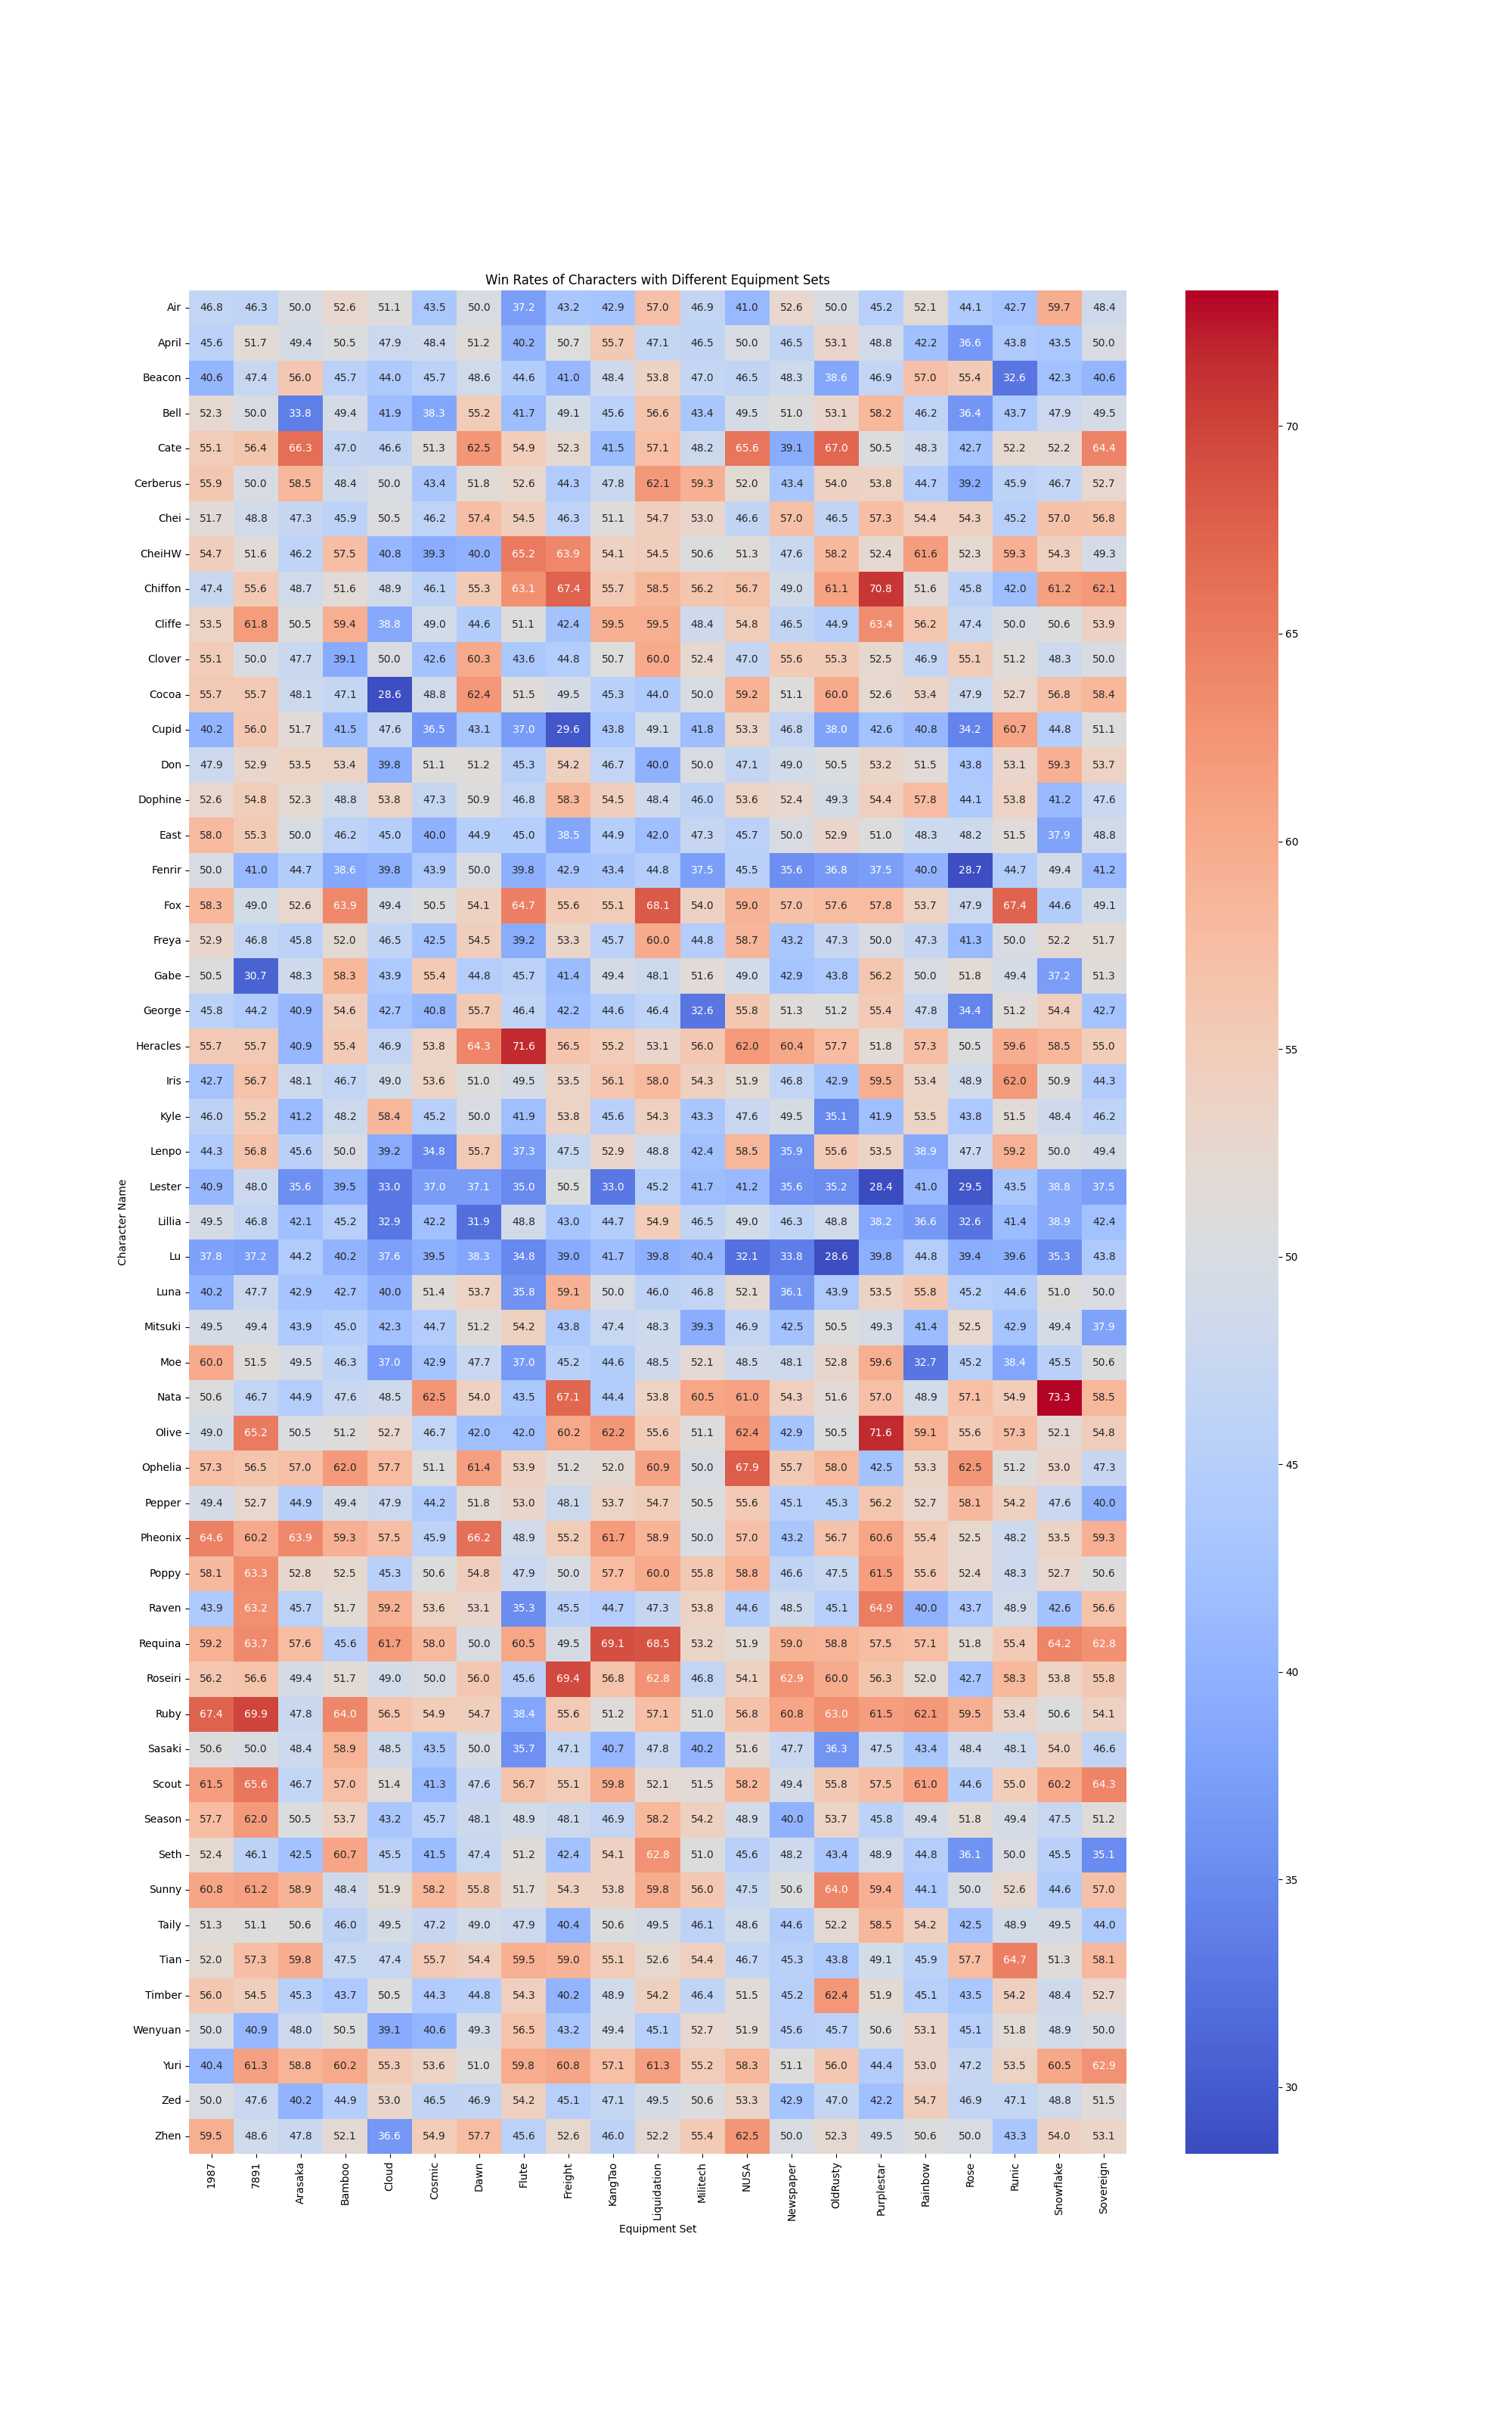 Win Rates of Characters with Different Equipment Sets
Air 46.8 46.3 50.0 52.6 51.1 43.5 50.0 37.2 43.2 42.9 57.0 46.9 41.0 52.6 50.0 45.2 52.1 44.1 42.7 59.7 48.4
April 45.6 51.7 49.4 50.5 47.9 48.4 51.2 40.2 50.7 55.7 47.1 46.5 50.0 46.5 53.1 48.8 42.2 36.6 43.8 43.5 50.0
Beacon 40.6 47.4 56.0 45.7 44.0 45.7 48.6 44.6 41.0 48.4 53.8 47.0 46.5 48.3 38.6 46.9 57.0 55.4 32.6 42.3 40.6
Bell 52.3 50.0 33.8 49.4 41.9 38.3 55.2 41.7 49.1 45.6 56.6 43.4 49.5 51.0 53.1 58.2 46.2 36.4 43.7 47.9 49.5
Cate 55.1 56.4 66.3 47.0 46.6 51.3 62.5 54.9 52.3 41.5 57.1 48.2 65.6 39.1 67.0 50.5 48.3 42.7 52.2 52.2 64.4
Cerberus 55.9 50.0 58.5 48.4 50.0 43.4 51.8 52.6 44.3 47.8 62.1 59.3 52.0 43.4 54.0 53.8 44.7 39.2 45.9 46.7 52.7
Chei 51.7 48.8 47.3 45.9 50.5 46.2 57.4 54.5 46.3 51.1 54.7 53.0 46.6 57.0 46.5 57.3 54.4 54.3 45.2 57.0 56.8
CheiHW 54.7 51.6 46.2 57.5 40.8 39.3 40.0 65.2 63.9 54.1 54.5 50.6 51.3 47.6 58.2 52.4 61.6 52.3 59.3 54.3 49.3
Chiffon 47.4 55.6 48.7 51.6 48.9 46.1 55.3 63.1 67.4 55.7 58.5 56.2 56.7 49.0 61.1 70.8 51.6 45.8 42.0 61.2 62.1
Cliffe 53.5 61.8 50.5 59.4 38.8 49.0 44.6 51.1 42.4 59.5 59.5 48.4 54.8 46.5 44.9 63.4 56.2 47.4 50.0 50.6 53.9
Clover 55.1 50.0 47.7 39.1 50.0 42.6 60.3 43.6 44.8 50.7 60.0 52.4 47.0 55.6 55.3 52.5 46.9 55.1 51.2 48.3 50.0
Cocoa 55.7 55.7 48.1 47.1 28.6 48.8 62.4 51.5 49.5 45.3 44.0 50.0 59.2 51.1 60.0 52.6 53.4 47.9 52.7 56.8 58.4
Cupid 40.2 56.0 51.7 41.5 47.6 36.5 43.1 37.0 29.6 43.8 49.1 41.8 53.3 46.8 38.0 42.6 40.8 34.2 60.7 44.8 51.1
Don 47.9 52.9 53.5 53.4 39.8 51.1 51.2 45.3 54.2 46.7 40.0 50.0 47.1 49.0 50.5 53.2 51.5 43.8 53.1 59.3 53.7
Dophine 52.6 54.8 52.3 48.8 53.8 47.3 50.9 46.8 58.3 54.5 48.4 46.0 53.6 52.4 49.3 54.4 57.8 44.1 53.8 41.2 47.6
East 58.0 55.3 50.0 46.2 45.0 40.0 44.9 45.0 38.5 44.9 42.0 47.3 45.7 50.0 52.9 51.0 48.3 48.2 51.5 37.9 48.8
Fenrir 50.0 41.0 44.7 38.6 39.8 43.9 50.0 39.8 42.9 43.4 44.8 37.5 45.5 35.6 36.8 37.5 40.0 28.7 44.7 49.4 41.2
Fox 58.3 49.0 52.6 63.9 49.4 50.5 54.1 64.7 55.6 55.1 68.1 54.0 59.0 57.0 57.6 57.8 53.7 47.9 67.4 44.6 49.1
Freya 52.9 46.8 45.8 52.0 46.5 42.5 54.5 39.2 53.3 45.7 60.0 44.8 58.7 43.2 47.3 50.0 47.3 41.3 50.0 52.2 51.7
Gabe 50.5 30.7 48.3 58.3 43.9 55.4 44.8 45.7 41.4 49.4 48.1 51.6 49.0 42.9 43.8 56.2 50.0 51.8 49.4 37.2 51.3
George 45.8 44.2 40.9 54.6 42.7 40.8 55.7 46.4 42.2 44.6 46.4 32.6 55.8 51.3 51.2 55.4 47.8 34.4 51.2 54.4 42.7
Heracles 55.7 55.7 40.9 55.4 46.9 53.8 64.3 71.6 56.5 55.2 53.1 56.0 62.0 60.4 57.7 51.8 57.3 50.5 59.6 58.5 55.0
Iris 42.7 56.7 48.1 46.7 49.0 53.6 51.0 49.5 53.5 56.1 58.0 54.3 51.9 46.8 42.9 59.5 53.4 48.9 62.0 50.9 44.3
Kyle 46.0 55.2 41.2 48.2 58.4 45.2 50.0 41.9 53.8 45.6 54.3 43.3 47.6 49.5 35.1 41.9 53.5 43.8 51.5 48.4 46.2
Lenpo 44.3 56.8 45.6 50.0 39.2 34.8 55.7 37.3 47.5 52.9 48.8 42.4 58.5 35.9 55.6 53.5 38.9 47.7 59.2 50.0 49.4
Lester 40.9 48.0 35.6 39.5 33.0 37.0 37.1 35.0 50.5 33.0 45.2 41.7 41.2 35.6 35.2 28.4 41.0 29.5 43.5 38.8 37.5
Lillia 49.5 46.8 42.1 45.2 32.9 42.2 31.9 48.8 43.0 44.7 54.9 46.5 49.0 46.3 48.8 38.2 36.6 32.6 41.4 38.9 42.4
Lu 37.8 37.2 44.2 40.2 37.6 39.5 38.3 34.8 39.0 41.7 39.8 40.4 32.1 33.8 28.6 39.8 44.8 39.4 39.6 35.3 43.8
Luna 40.2 47.7 42.9 42.7 40.0 51.4 53.7 35.8 59.1 50.0 46.0 46.8 52.1 36.1 43.9 53.5 55.8 45.2 44.6 51.0 50.0
Mitsuki 49.5 49.4 43.9 45.0 42.3 44.7 51.2 54.2 43.8 47.4 48.3 39.3 46.9 42.5 50.5 49.3 41.4 52.5 42.9 49.4 37.9
Moe 60.0 51.5 49.5 46.3 37.0 42.9 47.7 37.0 45.2 44.6 48.5 52.1 48.5 48.1 52.8 59.6 32.7 45.2 38.4 45.5 50.6
Nata 50.6 46.7 44.9 47.6 48.5 62.5 54.0 43.5 67.1 44.4 53.8 60.5 61.0 54.3 51.6 57.0 48.9 57.1 54.9 73.3 58.5
Olive 49.0 65.2 50.5 51.2 52.7 46.7 42.0 42.0 60.2 62.2 55.6 51.1 62.4 42.9 50.5 71.6 59.1 55.6 57.3 52.1 54.8
Ophelia 57.3 56.5 57.0 62.0 57.7 51.1 61.4 53.9 51.2 52.0 60.9 50.0 67.9 55.7 58.0 42.5 53.3 62.5 51.2 53.0 47.3
Pepper 49.4 52.7 44.9 49.4 47.9 44.2 51.8 53.0 48.1 53.7 54.7 50.5 55.6 45.1 45.3 56.2 52.7 58.1 54.2 47.6 40.0
Pheonix 64.6 60.2 63.9 59.3 57.5 45.9 66.2 48.9 55.2 61.7 58.9 50.0 57.0 43.2 56.7 60.6 55.4 52.5 48.2 53.5 59.3
Poppy 58.1 63.3 52.8 52.5 45.3 50.6 54.8 47.9 50.0 57.7 60.0 55.8 58.8 46.6 47.5 61.5 55.6 52.4 48.3 52.7 50.6
Raven 43.9 63.2 45.7 51.7 59.2 53.6 53.1 35.3 45.5 44.7 47.3 53.8 44.6 48.5 45.1 64.9 40.0 43.7 48.9 42.6 56.6
Requina 59.2 63.7 57.6 45.6 61.7 58.0 50.0 60.5 49.5 69.1 68.5 53.2 51.9 59.0 58.8 57.5 57.1 51.8 55.4 64.2 62.8
Roseiri 56.2 56.6 49.4 51.7 49.0 50.0 56.0 45.6 69.4 56.8 62.8 46.8 54.1 62.9 60.0 56.3 52.0 42.7 58.3 53.8 55.8
Ruby 67.4 69.9 47.8 64.0 56.5 54.9 54.7 38.4 55.6 51.2 57.1 51.0 56.8 60.8 63.0 61.5 62.1 59.5 53.4 50.6 54.1
Sasaki 50.6 50.0 48.4 58.9 48.5 43.5 50.0 35.7 47.1 40.7 47.8 40.2 51.6 47.7 36.3 47.5 43.4 48.4 48.1 54.0 46.6
Scout 61.5 65.6 46.7 57.0 51.4 41.3 47.6 56.7 55.1 59.8 52.1 51.5 58.2 49.4 55.8 57.5 61.0 44.6 55.0 60.2 64.3
Season 57.7 62.0 50.5 53.7 43.2 45.7 48.1 48.9 48.1 46.9 58.2 54.2 48.9 40.0 53.7 45.8 49.4 51.8 49.4 47.5 51.2
Seth 52.4 46.1 42.5 60.7 45.5 41.5 47.4 51.2 42.4 54.1 62.8 51.0 45.6 48.2 43.4 48.9 44.8 36.1 50.0 45.5 35.1
Sunny 60.8 61.2 58.9 48.4 51.9 58.2 55.8 51.7 54.3 53.8 59.8 56.0 47.5 50.6 64.0 59.4 44.1 50.0 52.6 44.6 57.0
Taily 51.3 51.1 50.6 46.0 49.5 47.2 49.0 47.9 40.4 50.6 49.5 46.1 48.6 44.6 52.2 58.5 54.2 42.5 48.9 49.5 44.0
Tian 52.0 57.3 59.8 47.5 47.4 55.7 54.4 59.5 59.0 55.1 52.6 54.4 46.7 45.3 43.8 49.1 45.9 57.7 64.7 51.3 58.1
Timber 56.0 54.5 45.3 43.7 50.5 44.3 44.8 54.3 40.2 48.9 54.2 46.4 51.5 45.2 62.4 51.9 45.1 43.5 54.2 48.4 52.7
Wenyuan 50.0 40.9 48.0 50.5 39.1 40.6 49.3 56.5 43.2 49.4 45.1 52.7 51.9 45.6 45.7 50.6 53.1 45.1 51.8 48.9 50.0
Yuri 40.4 61.3 58.8 60.2 55.3 53.6 51.0 59.8 60.8 57.1 61.3 55.2 58.3 51.1 56.0 44.4 53.0 47.2 53.5 60.5 62.9
Zed 50.0 47.6 40.2 44.9 53.0 46.5 46.9 54.2 45.1 47.1 49.5 50.6 53.3 42.9 47.0 42.2 54.7 46.9 47.1 48.8 51.5
Zhen 59.5 48.6 47.8 52.1 36.6 54.9 57.7 45.6 52.6 46.0 52.2 55.4 62.5 50.0 52.3 49.5 50.6 50.0 43.3 54.0 53.1
1987 7891 Arasaka Bamboo Cloud Cosmic Dawn Flute Freight KangTao Liquidation Militech NUSA Newspaper OldRusty Purplestar Rainbow Rose Runic Snowflake Sovereign
Equipment Set
Character Name
70
65
60
55
50
45
40
35
30